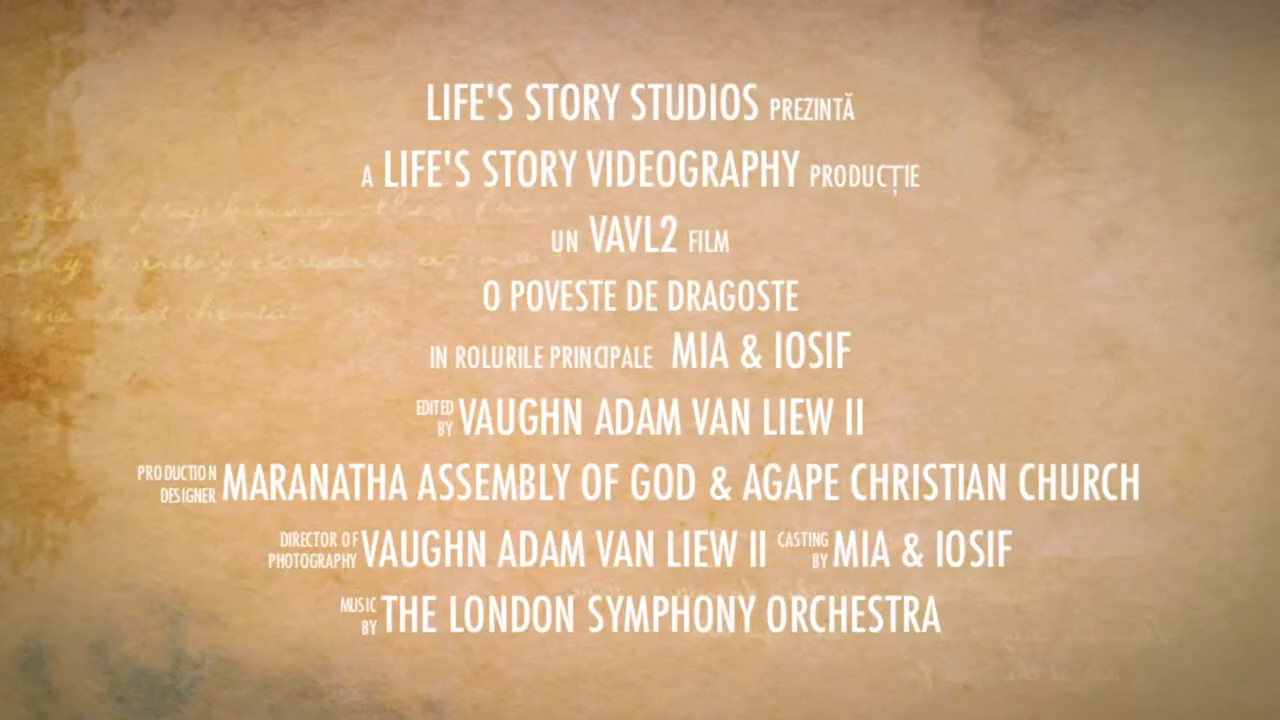 LIFE'S STORY STUDIOS PREZINTĂ
A LIFE'S STORY VIDEOGRAPHY PRODUCȚIE
UN VAVL2 FILM
O POVESTE DE DRAGOSTE
IN ROLURILE PRINCIPALE MIA & IOSIF
EDITED BY VAUGHN ADAM VAN LIEW II
PRODUCTION DESIGNER MARANATHA ASSEMBLY OF GOD & AGAPE CHRISTIAN CHURCH
DIRECTOR OF PHOTOGRAPHY VAUGHN ADAM VAN LIEW II CASTING BY MIA & IOSIF
MUSIC BY THE LONDON SYMPHONY ORCHESTRA